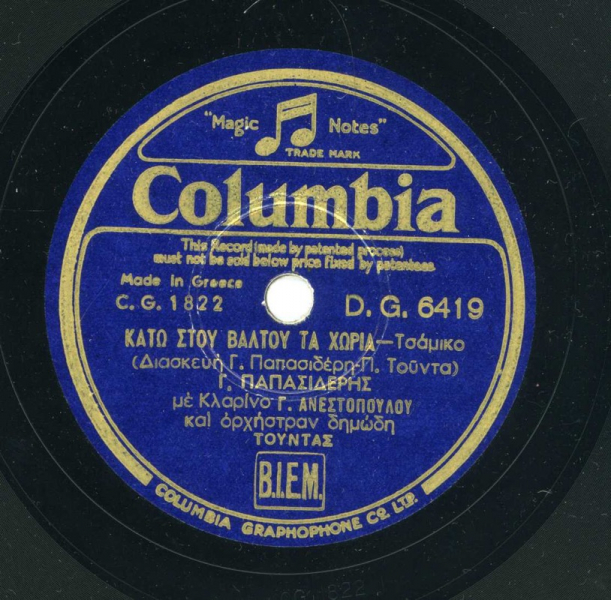 "Magic Notes"
TRADE MARK
Columbia
This Record (made by patented process)
must not be sold below price fixed by patentees.
Made in Greece
C.G. 1822
D.G. 6419
ΚΑΤΩ ΣΤΟΥ ΒΑΛΤΟΥ ΤΑ ΧΩΡΙΑ—Τσάμικο
(Διασκευή Γ. Παπασιδέρη-Π. Τοῦντα)
Γ. ΠΑΠΑΣΙΔΕΡΗΣ
μὲ Κλαρίνο Γ. ΑΝΕΣΤΟΠΟΥΛΟΥ
καὶ ὀρχήστραν δημώδη
ΤΟΥΝΤΑΣ
B.I.E.M.
COLUMBIA GRAPHOPHONE CO. LTD.